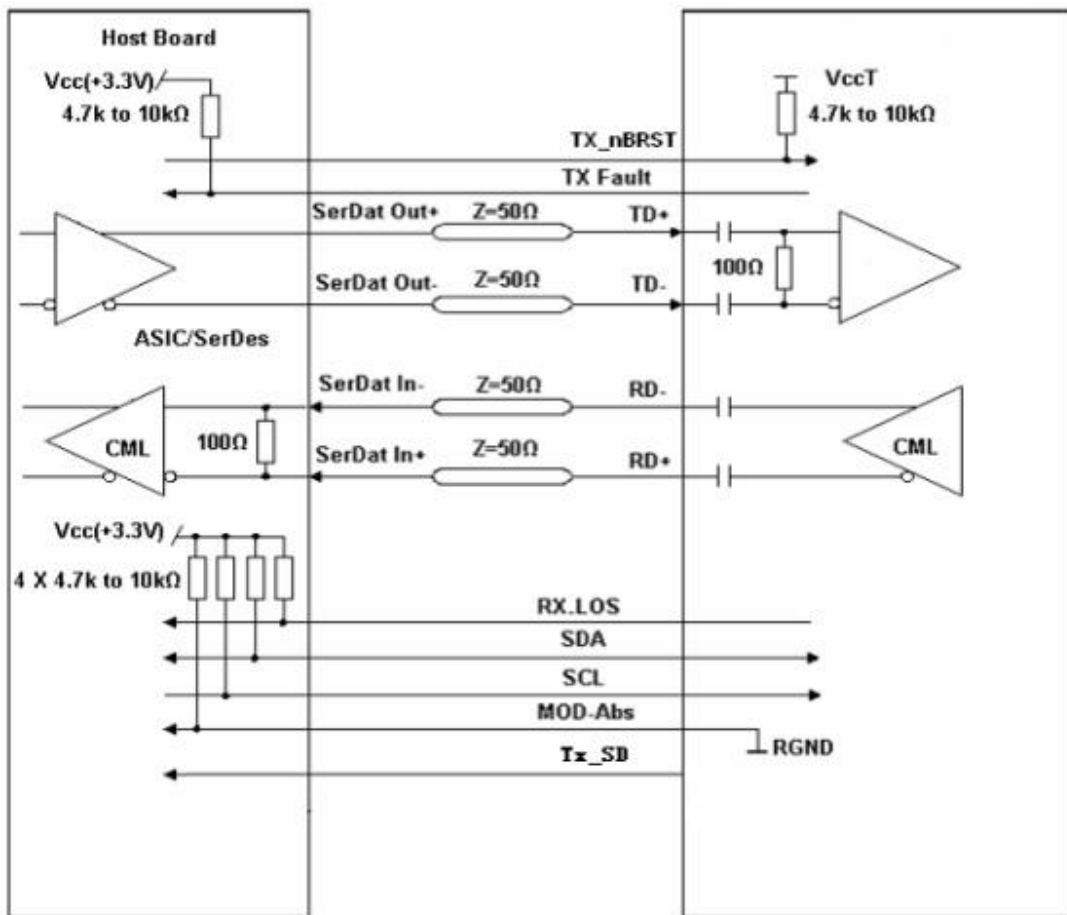 Host Board
Vcc(+3.3V)
4.7k to 10kΩ
VccT
4.7k to 10kΩ
TX_nBRST
TX Fault
SerDat Out+
Z=50Ω
TD+
100Ω
SerDat Out-
Z=50Ω
TD-
ASIC/SerDes
SerDat In-
Z=50Ω
RD-
CML
100Ω
CML
SerDat In+
Z=50Ω
RD+
Vcc(+3.3V)
4 X 4.7k to 10kΩ
RX.LOS
SDA
SCL
MOD-Abs
RGND
Tx_SD